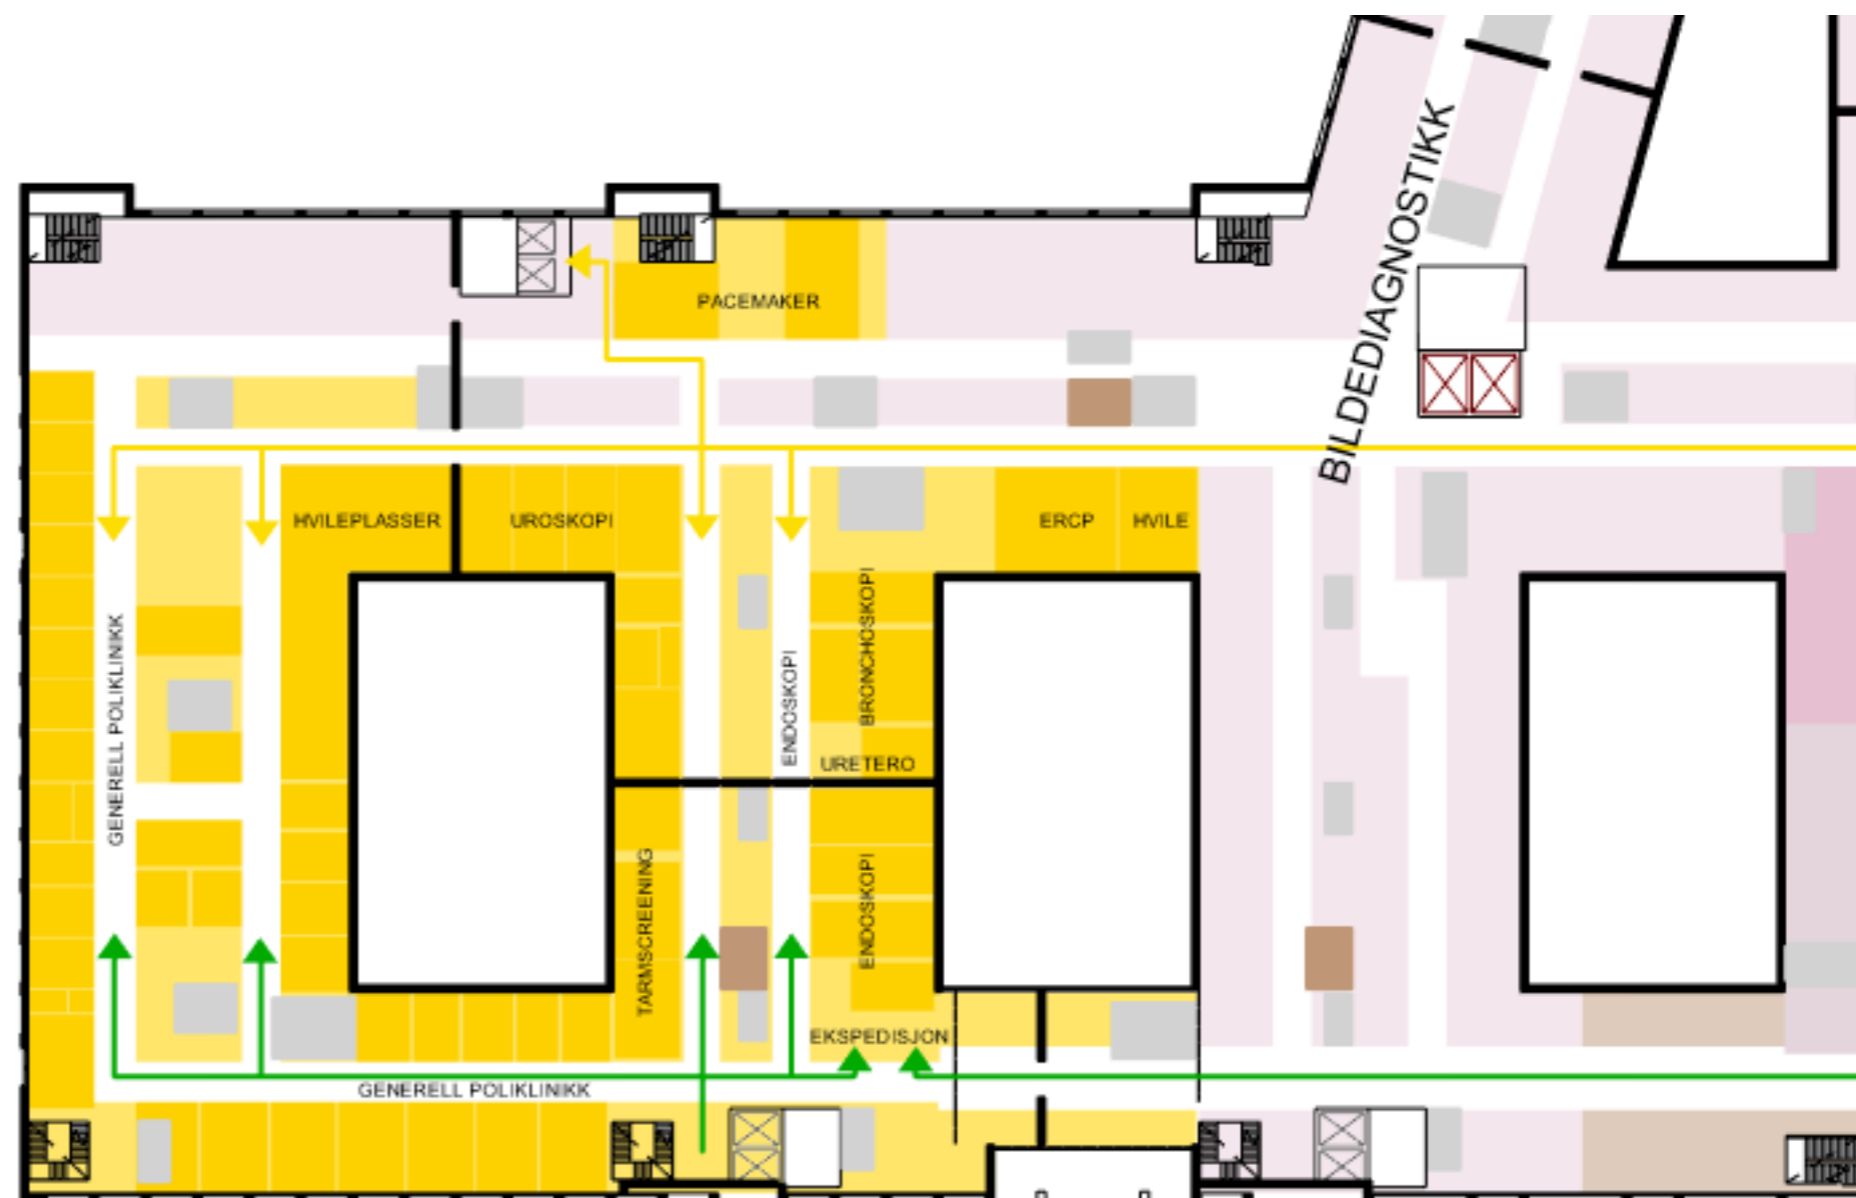 BILDEDIAGNOSTIKK
PACEMAKER
HVILEPLASSER
UROSKOPI
ERCP
HVILE
GENERELL POLIKLINIKK
ENDOSKOPI
BRONCHOSKOPI
URETERO
TARMSCREENING
ENDOSKOPI
EKSPEDISJON
GENERELL POLIKLINIKK